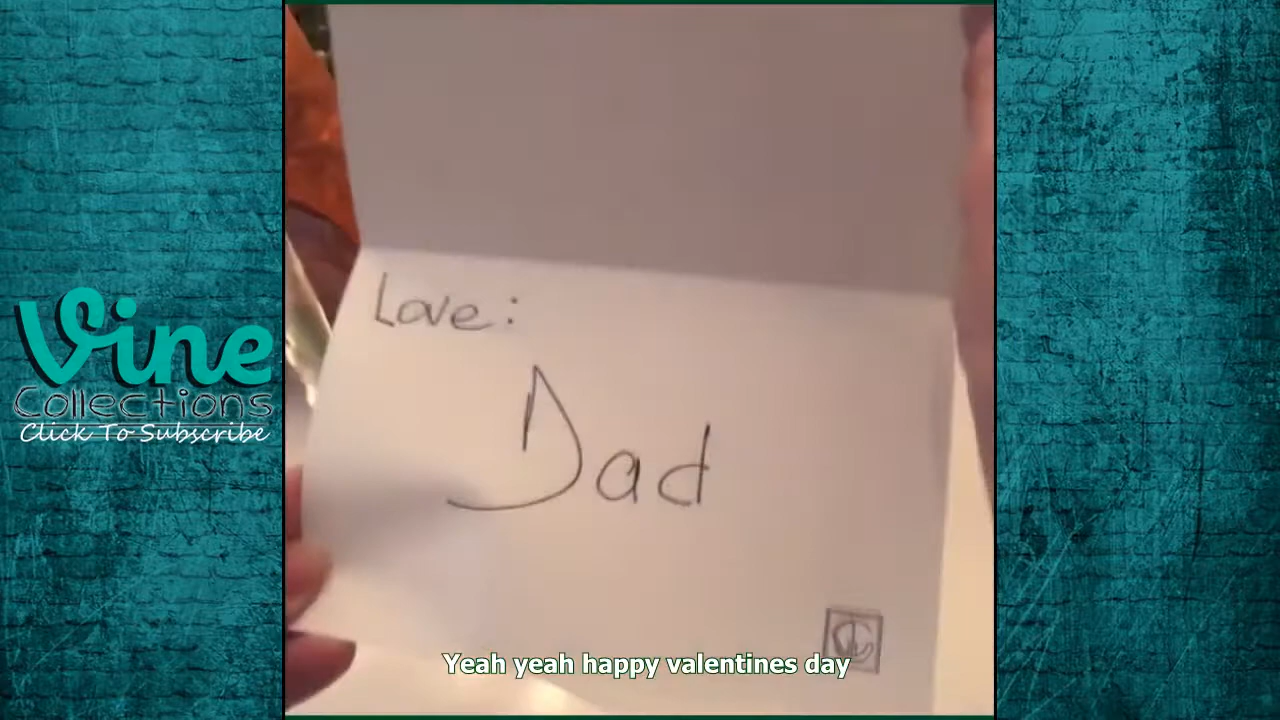 Love:
Dad
Vine
Collections
Click To Subscribe
Yeah yeah happy valentines day